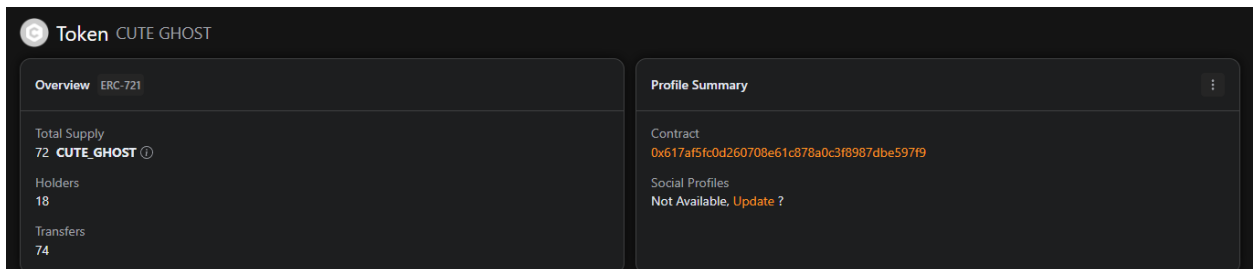 Token CUTE GHOST
Overview ERC-721
Total Supply
72 CUTE_GHOST
Holders
18
Transfers
74
Profile Summary
Contract
0x617af5fc0d260708e61c878a0c3f8987dbe597f9
Social Profiles
Not Available, Update ?